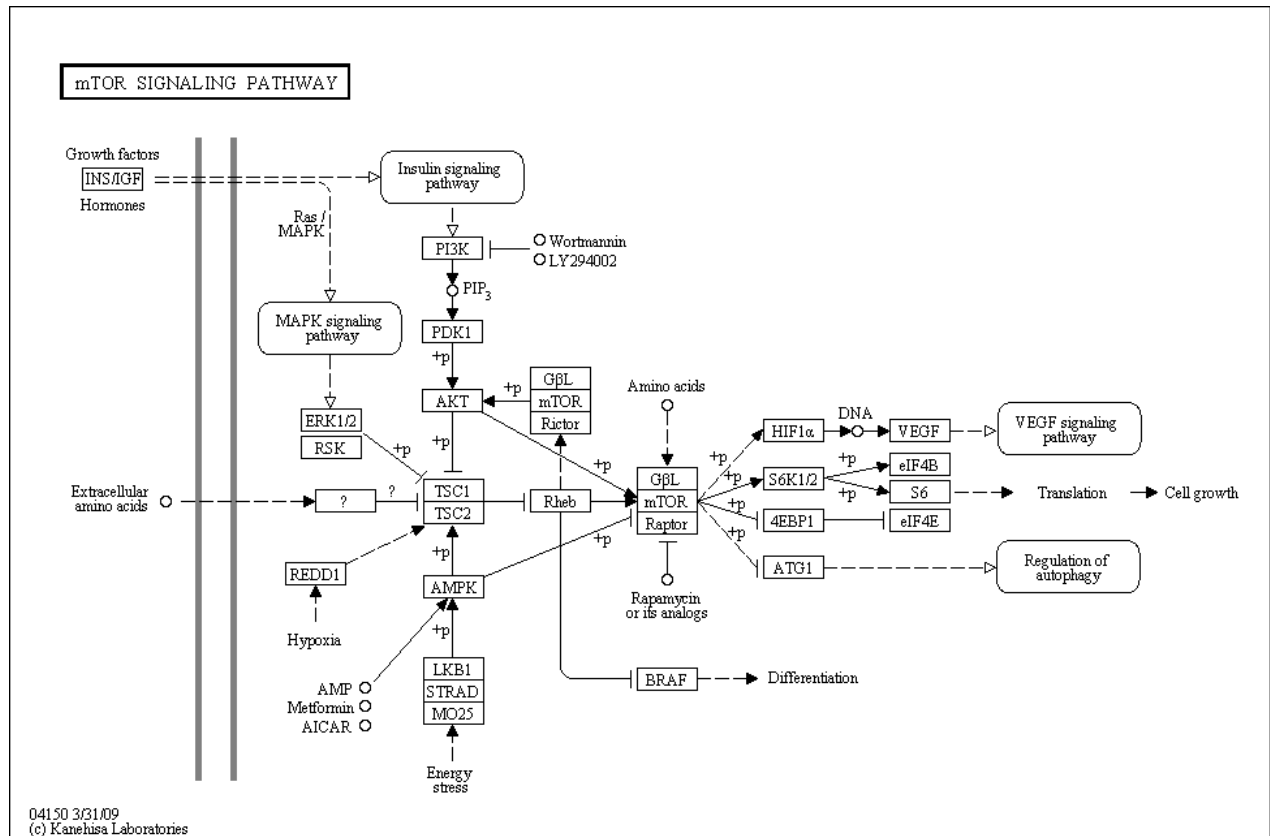 mTOR SIGNALING PATHWAY
Growth factors
INS/IGF
Hormones
Ras /
MAPK
Insulin signaling
pathway
PI3K
Wortmannin
LY294002
PIP3
MAPK signaling
pathway
PDK1
+p
AKT
+p
GβL
mTOR
Rictor
Amino acids
ERK1/2
RSK
+p
+p
+p
HIF1α
DNA
VEGF
VEGF signaling
pathway
+p
+p
+p
+p
S6K1/2
+p
+p
eIF4B
S6
Translation
Cell growth
Extracellular
amino acids
?
?
TSC1
TSC2
Rheb
GβL
mTOR
Raptor
4EBP1
eIF4E
+p
+p
REDD1
AMPK
ATG1
Regulation of
autophagy
Rapamycin
or its analogs
Hypoxia
+p
LKB1
STRAD
MO25
BRAF
Differentiation
AMP
Metformin
AICAR
Energy
stress
04150 3/31/09
(c) Kanehisa Laboratories